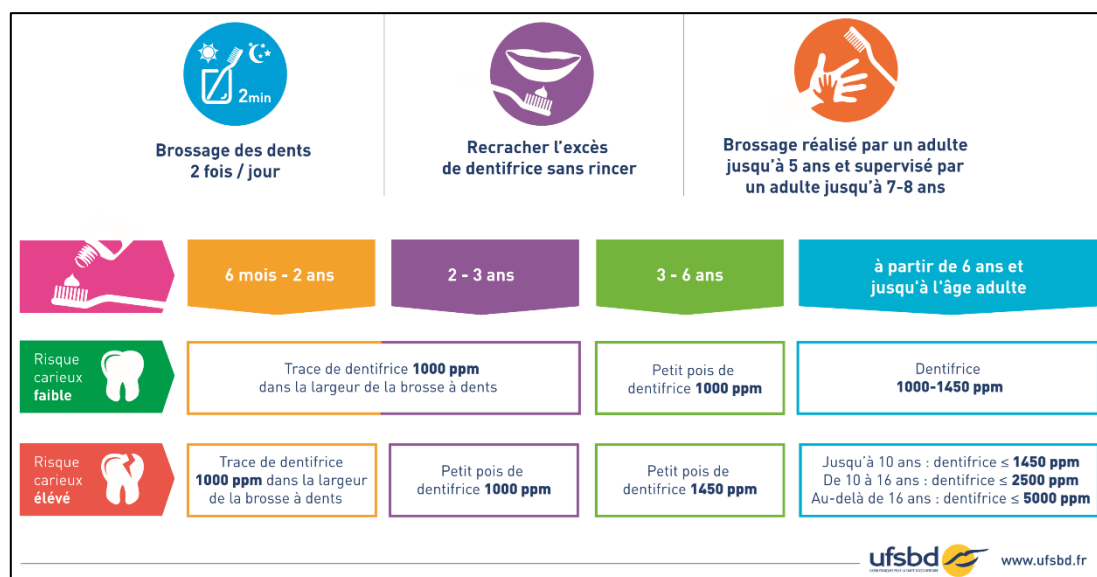 2min
Brossage des dents
2 fois / jour
Recracher l'excès
de dentifrice sans rincer
Brossage réalisé par un adulte
jusqu'à 5 ans et supervisé par
un adulte jusqu'à 7-8 ans
6 mois - 2 ans
2 - 3 ans
3 - 6 ans
à partir de 6 ans et
jusqu'à l'âge adulte
Risque
carieux
faible
Trace de dentifrice 1000 ppm
dans la largeur de la brosse à dents
Petit pois de
dentifrice 1000 ppm
Dentifrice
1000-1450 ppm
Risque
carieux
élévé
Trace de dentifrice
1000 ppm dans la largeur
de la brosse à dents
Petit pois de
dentifrice 1000 ppm
Petit pois de
dentifrice 1450 ppm
Jusqu'à 10 ans : dentifrice ≤ 1450 ppm
De 10 à 16 ans : dentifrice ≤ 2500 ppm
Au-delà de 16 ans : dentifrice ≤ 5000 ppm
ufsbd
www.ufsbd.fr